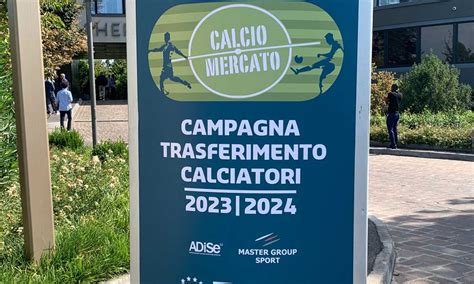 CALCIO
MERCATO
CAMPAGNA
TRASFERIMENTO
CALCIATORI
2023|2024
ADiSe
MASTER GROUP
SPORT